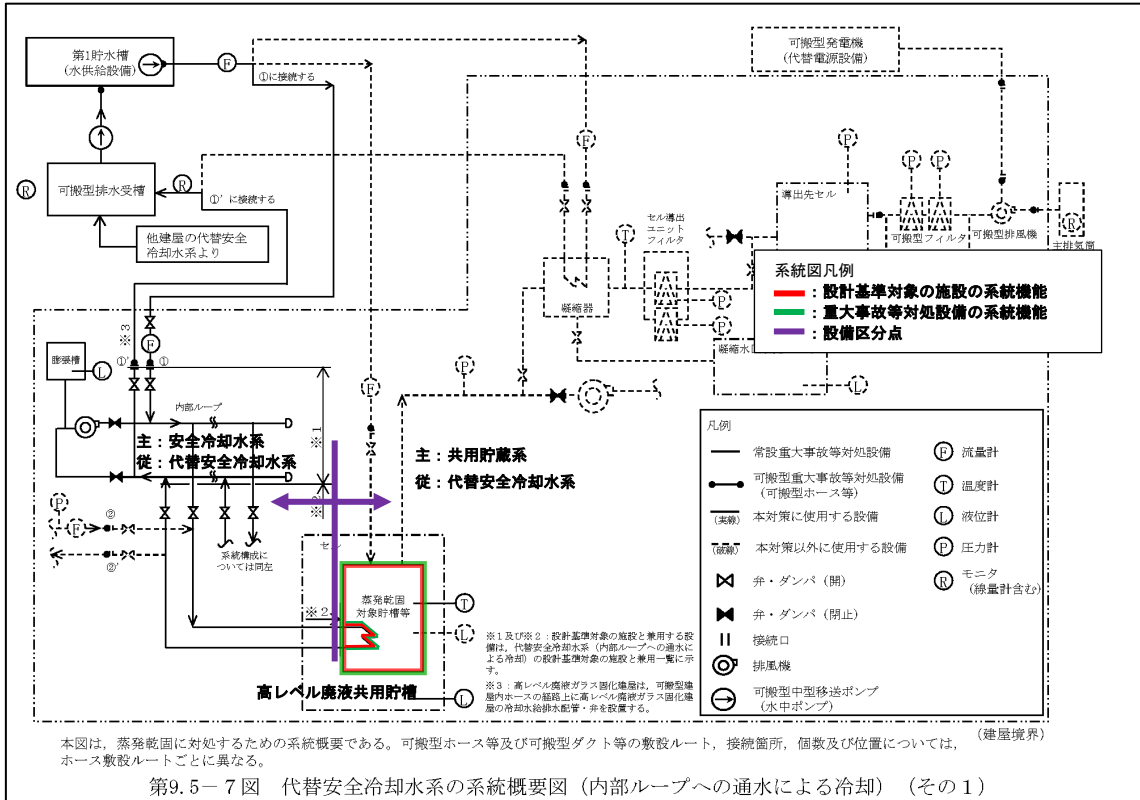 第1貯水槽
(水供給設備)
F
①に接続する
可搬型発電機
(代替電源設備)
R
可搬型排水受槽
R
①’に接続する
他建屋の代替安全
冷却水系より
F
P
導出先セル
P
P
可搬型フィルタ
可搬型排風機
R
主排気筒
T
セル導出
ユニット
フィルタ
P
P
凝縮器
L
系統図凡例
:設計基準対象の施設の系統機能
:重大事故等対処設備の系統機能
:設備区分点
※3
F
①’
①
膨張槽
L
内部ループ
主:安全冷却水系
従:代替安全冷却水系
※1
F
P
主:共用貯蔵系
従:代替安全冷却水系
P
F
②
②’
系統構成に
ついては同左
セル
※2
蒸発乾固
対象貯槽等
T
L
L
高レベル廃液共用貯槽
※1及び※2:設計基準対象の施設と兼用する設
備は,代替安全冷却水系(内部ループへの通水に
よる冷却)の設計基準対象の施設と兼用一覧に示
す。
※3:高レベル廃液ガラス固化建屋は,可搬型建
屋内ホースの経路上に高レベル廃液ガラス固化建
屋の冷却水給排水配管・弁を設置する。
凡例
常設重大事故等対処設備
可搬型重大事故等対処設備
(可搬型ホース等)
(実線)
本対策に使用する設備
(破線)
本対策以外に使用する設備
弁・ダンパ(開)
弁・ダンパ(閉止)
接続口
排風機
可搬型中型移送ポンプ
(水中ポンプ)
F 流量計
T 温度計
L 液位計
P 圧力計
R モニタ
(線量計含む)
(建屋境界)
本図は,蒸発乾固に対処するための系統概要である。可搬型ホース等及び可搬型ダクト等の敷設ルート,接続箇所,個数及び位置については,
ホース敷設ルートごとに異なる。
第9.5-7図 代替安全冷却水系の系統概要図(内部ループへの通水による冷却)(その1)